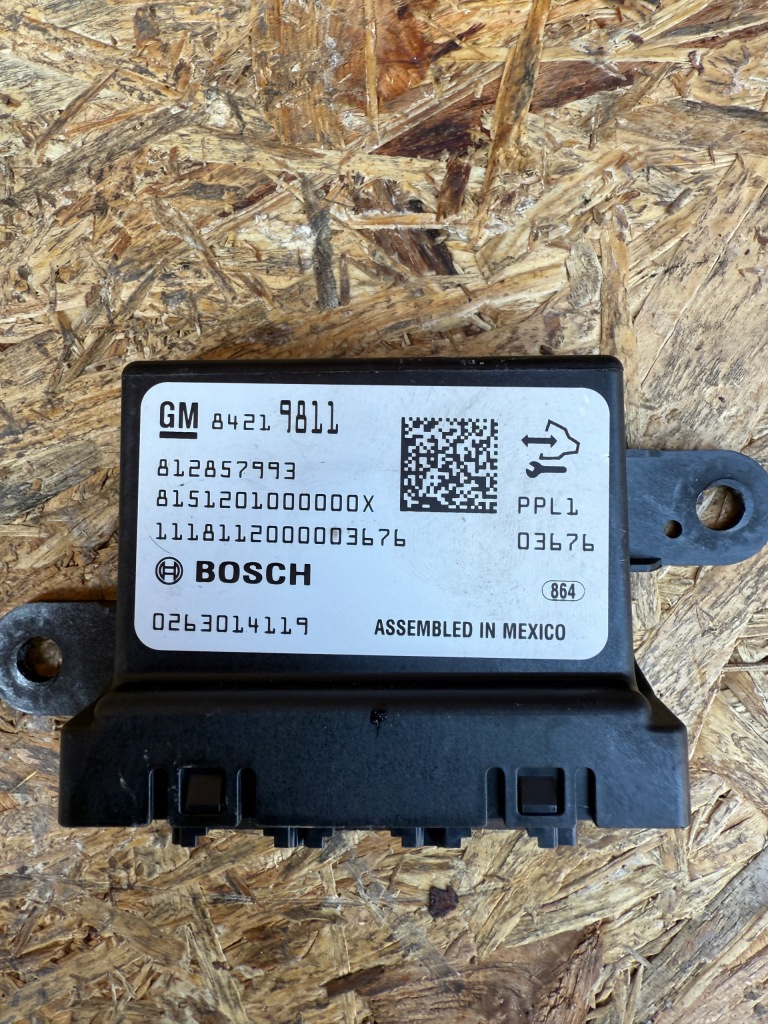 GM 84219811
812857993
8151201000000X
PPL1
1118112000003676
03676
BOSCH
864
0263014119
ASSEMBLED IN MEXICO